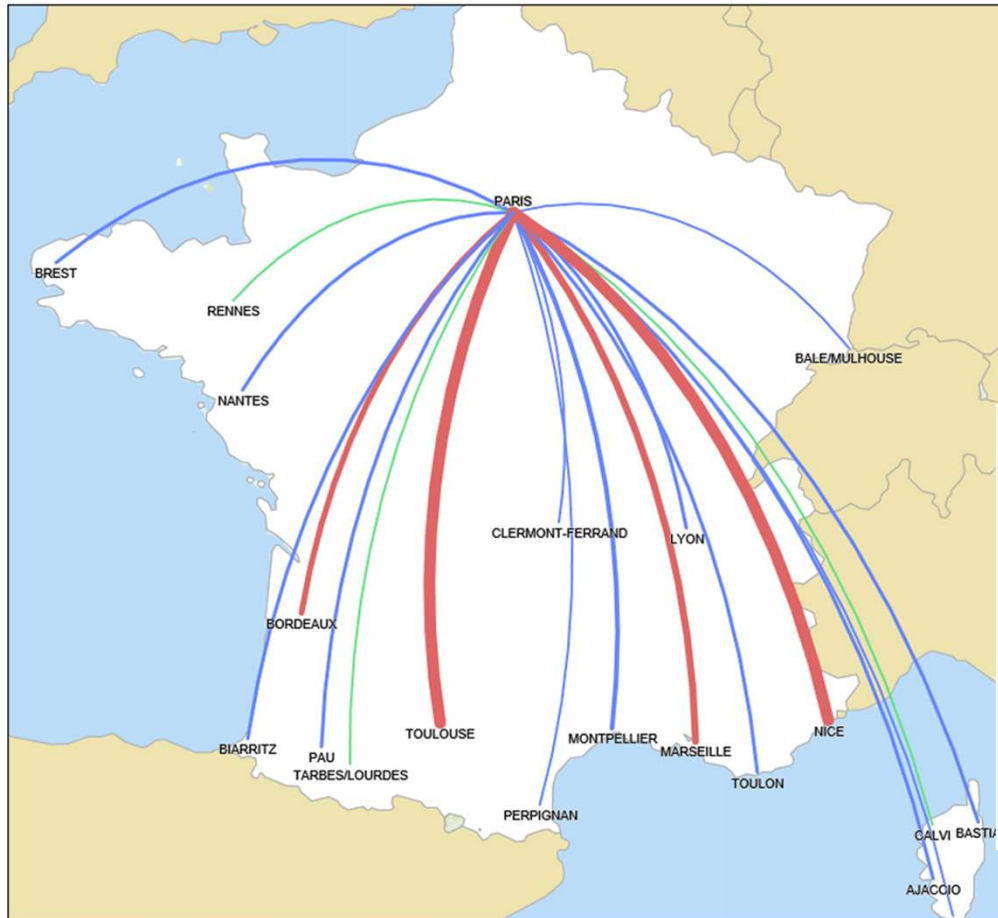 PARIS
BREST
RENNES
BALE/MULHOUSE
NANTES
CLERMONT-FERRAND
LYON
BORDEAUX
TOULOUSE
NICE
MONTPELLIER
BIARRITZ
MARSEILLE
PAU
TARBES/LOURDES
TOULON
PERPIGNAN
CALVI
BASTIA
AJACCIO